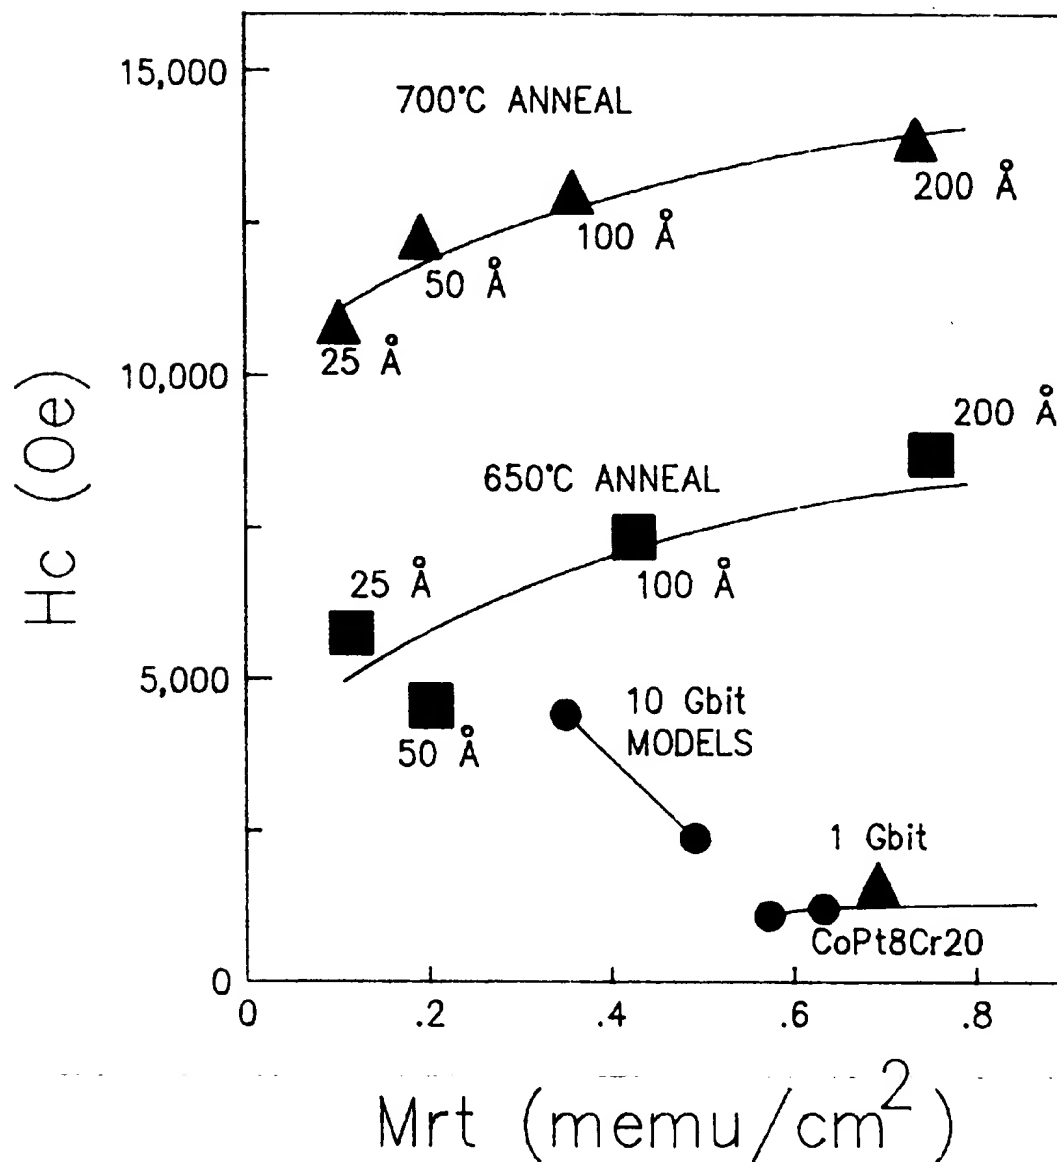 15,000
700°C ANNEAL
200 Å
100 Å
50 Å
25 Å
10,000
200 Å
650°C ANNEAL
25 Å
100 Å
5,000
10 Gbit
MODELS
50 Å
1 Gbit
CoPt8Cr20
0
0
.2
.4
.6
.8
Hc (Oe)
Mrt (memu/cm²)